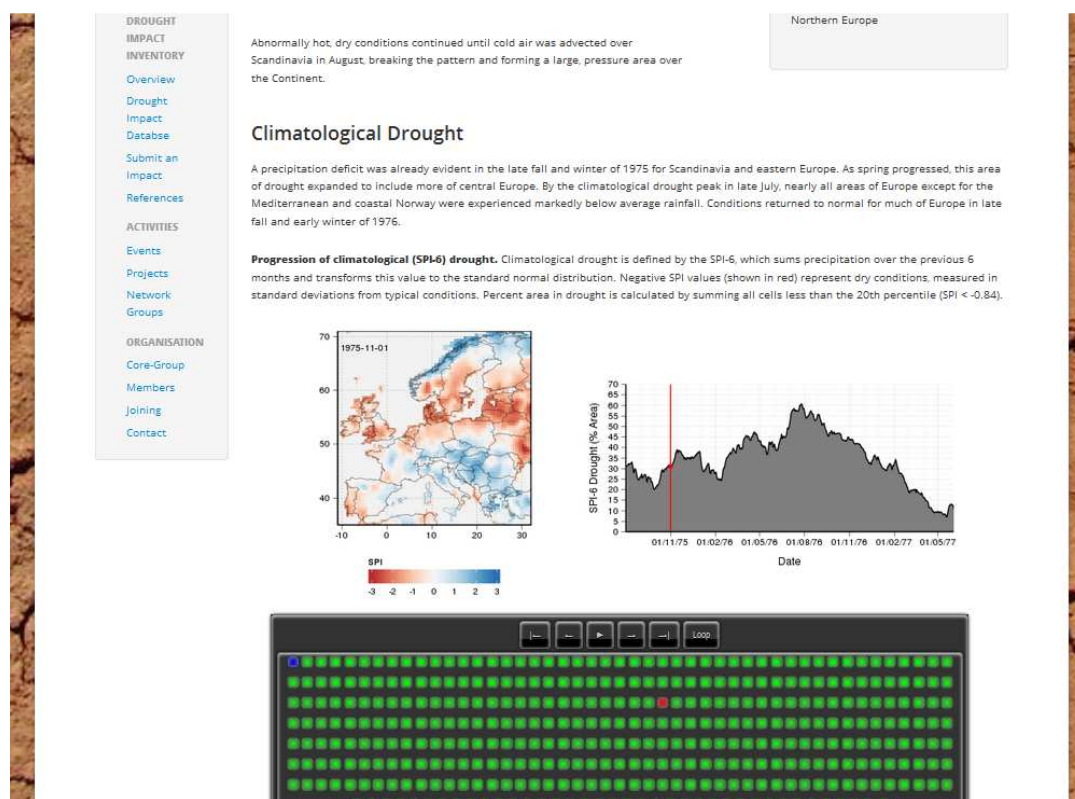 DROUGHT
IMPACT
INVENTORY
Overview
Drought
Impact
Databse
Submit an
Impact
References
ACTIVITIES
Events
Projects
Network
Groups
ORGANISATION
Core-Group
Members
Joining
Contact
Northern Europe
Abnormally hot, dry conditions continued until cold air was advected over
Scandinavia in August, breaking the pattern and forming a large, pressure area over
the Continent.
Climatological Drought
A precipitation deficit was already evident in the late fall and winter of 1975 for Scandinavia and eastern Europe. As spring progressed, this area
of drought expanded to include more of central Europe. By the climatological drought peak in late July, nearly all areas of Europe except for the
Mediterranean and coastal Norway were experienced markedly below average rainfall. Conditions returned to normal for much of Europe in late
fall and early winter of 1976.
Progression of climatological (SPI-6) drought. Climatological drought is defined by the SPI-6, which sums precipitation over the previous 6
months and transforms this value to the standard normal distribution. Negative SPI values (shown in red) represent dry conditions, measured in
standard deviations from typical conditions. Percent area in drought is calculated by summing all cells less than the 20th percentile (SPI < -0.84).
1975-11-01
70
60
50
40
-10 0 10 20 30
SPI
-3 -2 -1 0 1 2 3
SPI-6 Drought (% Area)
70
65
60
55
50
45
40
35
30
25
20
15
10
5
0
01/11/75 01/02/76 01/05/76 01/08/76 01/11/76 01/02/77 01/05/77
Date
Loop